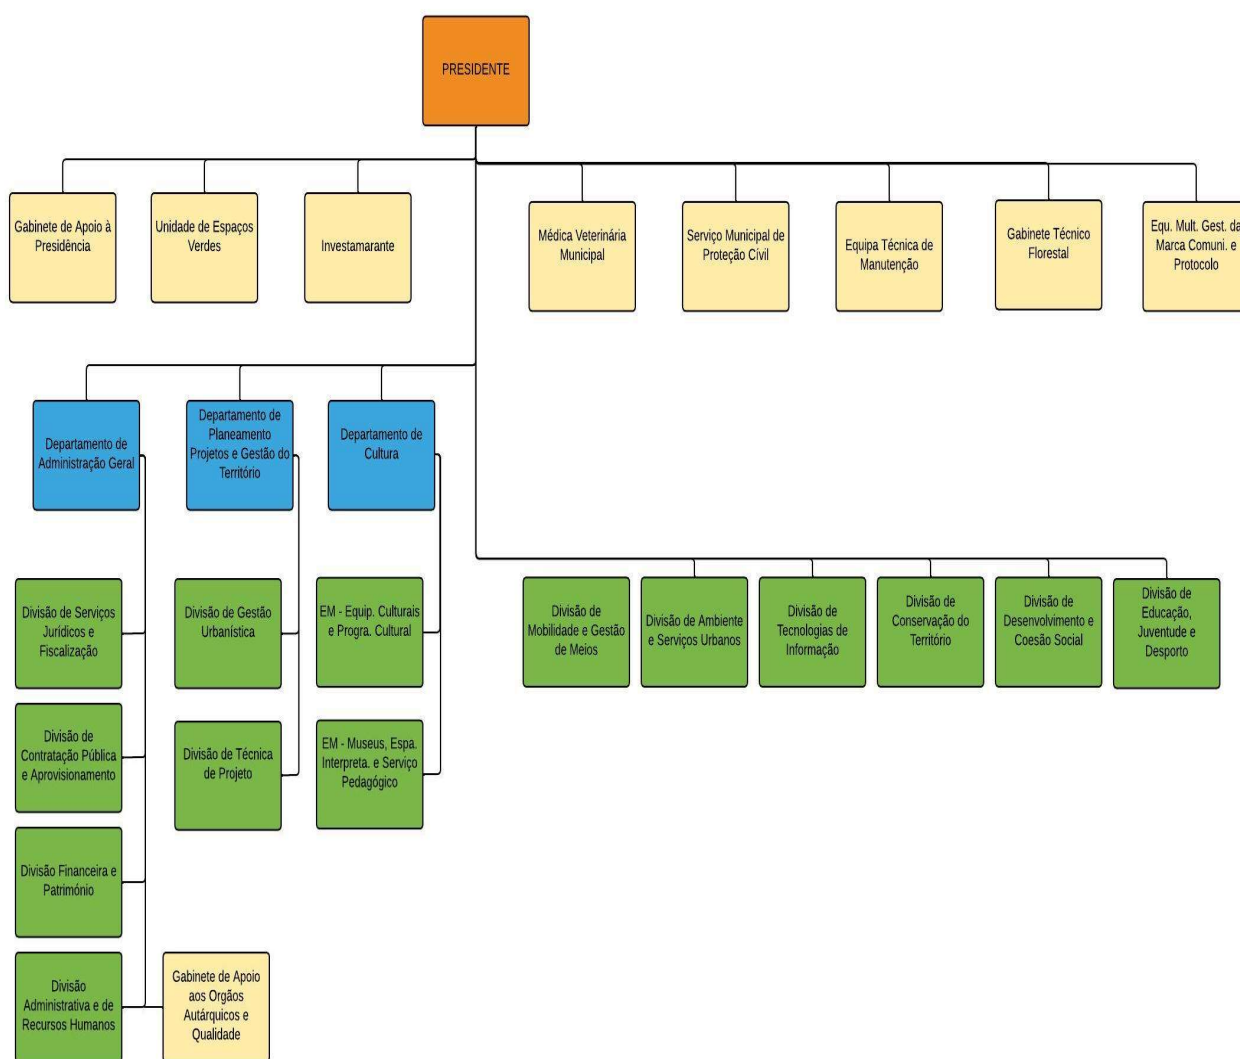 PRESIDENTE
Gabinete de Apoio à
Presidência
Unidade de Espaços
Verdes
Investamarante
Médica Veterinária
Municipal
Serviço Municipal de
Proteção Cívil
Equipa Técnica de
Manutenção
Gabinete Técnico
Florestal
Equ. Mult. Gest. da
Marca Comuni. e
Protocolo
Departamento de
Administração Geral
Departamento de
Planeamento
Projetos e Gestão do
Território
Departamento de
Cultura
Divisão de Serviços
Jurídicos e
Fiscalização
Divisão de Gestão
Urbanística
EM - Equip. Culturais
e Progra. Cultural
Divisão de
Mobilidade e Gestão
de Meios
Divisão de Ambiente
e Serviços Urbanos
Divisão de
Tecnologias de
Informação
Divisão de
Conservação do
Território
Divisão de
Desenvolvimento e
Coesão Social
Divisão de
Educação,
Juventude e
Desporto
Divisão de
Contratação Pública
e Aprovisionamento
Divisão de Técnica
de Projeto
EM - Museus, Espa.
Interpreta. e Serviço
Pedagógico
Divisão Financeira e
Património
Divisão
Administrativa e de
Recursos Humanos
Gabinete de Apoio
aos Orgãos
Autárquicos e
Qualidade